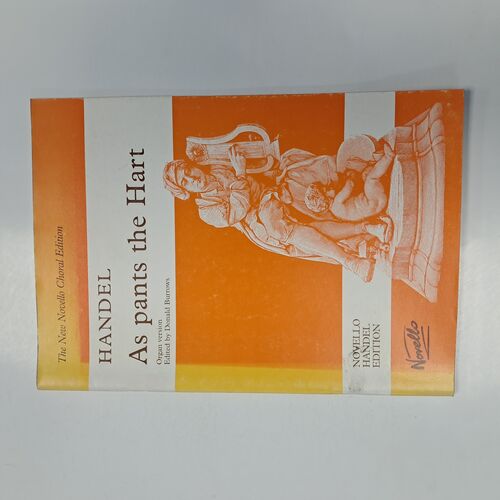 The New Novello Choral Edition
HANDEL
As pants the Hart
Organ version
Edited by Donald Burrows
NOVELLO
HANDEL
EDITION
Novello